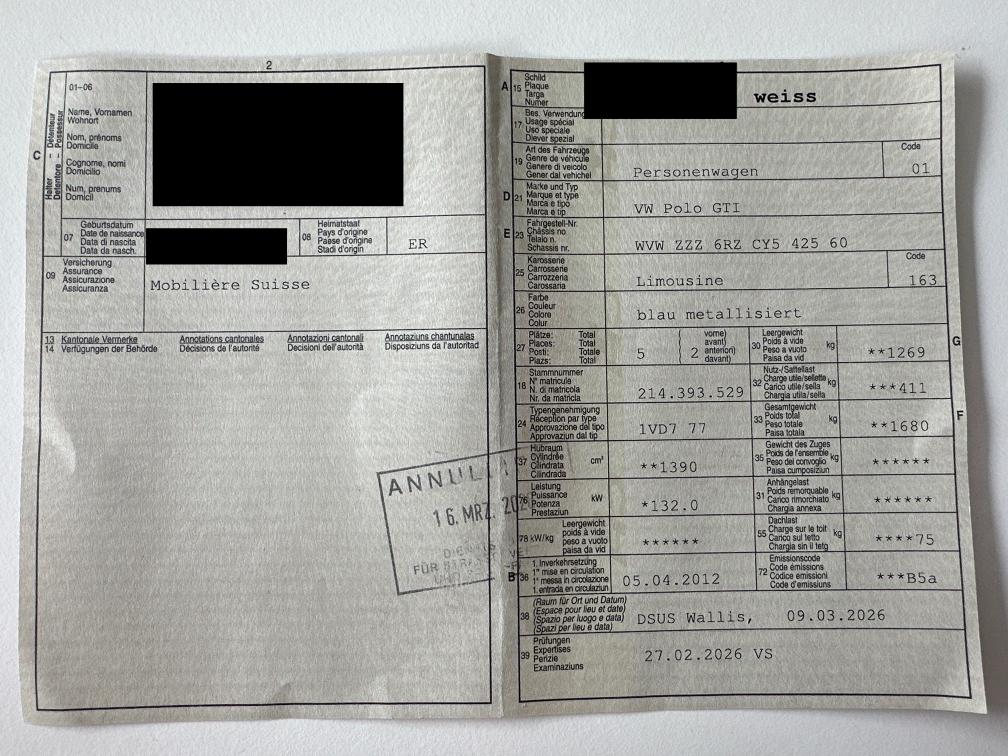 2
01-06
C
Halter – Détenteur
Detentore – Possessur
Name, Vornamen
Wohnort
Nom, prénoms
Domicile
Cognome, nomi
Domicilio
Num, prenums
Domicil
07
Geburtsdatum
Date de naissance
Data di nascita
Data da nasch.
08
Heimatstaat
Pays d'origine
Paese d'origine
Stadi d'origin
ER
09
Versicherung
Assurance
Assicurazione
Assicuranza
Mobilière Suisse
13 Kantonale Vermerke Annotations cantonales Annotazioni cantonali Annotaziuns chantunalas
14 Verfügungen der Behörde Décisions de l'autorité Decisioni dell'autorità Disposiziuns da l'autoritad
ANNUL
16. MRZ. 202
FÜR
A 15
Schild
Plaque
Targa
Numer
weiss
17
Bes. Verwendung
Usage spécial
Uso speciale
Diever spezial
19
Art des Fahrzeugs
Genre de véhicule
Genere di veicolo
Gener dal vehichel
Personenwagen
Code
01
D 21
Marke und Typ
Marque et type
Marca e tipo
Marca e tip
VW Polo GTI
E 23
Fahrgestell-Nr.
Châssis no
Telaio n.
Schassis nr.
WVW ZZZ 6RZ CY5 425 60
25
Karosserie
Carrosserie
Carrozzeria
Carossaria
Limousine
Code
163
26
Farbe
Couleur
Colore
Colur
blau metallisiert
27
Plätze: Total
Places: Total
Posti: Totale
Plazs: Total
5
( vorne)
avant)
( 2 anteriori)
davant)
30
Leergewicht
Poids à vide
Peso a vuoto
Paisa da vid
kg
**1269
G
18
Stammnummer
N° matricule
N. di matricola
Nr. da matricla
214.393.529
32
Nutz-/Sattellast
Charge utile/sellette
Carico utile/sella
Chargia utila/sella
kg
***411
24
Typengenehmigung
Réception par type
Approvazione del tipo
Approvaziun dal tip
1VD7 77
33
Gesamtgewicht
Poids total
Peso totale
Paisa totala
kg
**1680
F
37
Hubraum
Cylindrée
Cilindrata
Cilindrada
cm³
**1390
35
Gewicht des Zuges
Poids de l'ensemble
Peso del convoglio
Paisa cumposiziun
kg
******
76
Leistung
Puissance
Potenza
Prestaziun
kW
*132.0
31
Anhängelast
Poids remorquable
Carico rimorchiato
Chargia annexa
kg
******
78 kW/kg
Leergewicht
poids à vide
peso a vuoto
paisa da vid
******
55
Dachlast
Charge sur le toit
Carico sul tetto
Chargia sin il tetg
kg
****75
B 36
1. Inverkehrsetzung
1re mise en circulation
1a messa in circolazione
1. entrada en circulaziun
05.04.2012
72
Emissionscode
Code émissions
Codice emissioni
Code d'emissiuns
***B5a
38
(Raum für Ort und Datum)
(Espace pour lieu et date)
(Spazio per luogo e data)
(Spazi per lieu e data)
DSUS Wallis, 09.03.2026
39
Prüfungen
Expertises
Perizie
Examinaziuns
27.02.2026 VS